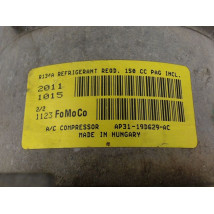 R134A REFRIGERANT REQD. 150 CC PAG INCL.
2011
1015
D/2
1123 FoMoCo
A/C COMPRESSOR AP31-19D629-AC
MADE IN HUNGARY